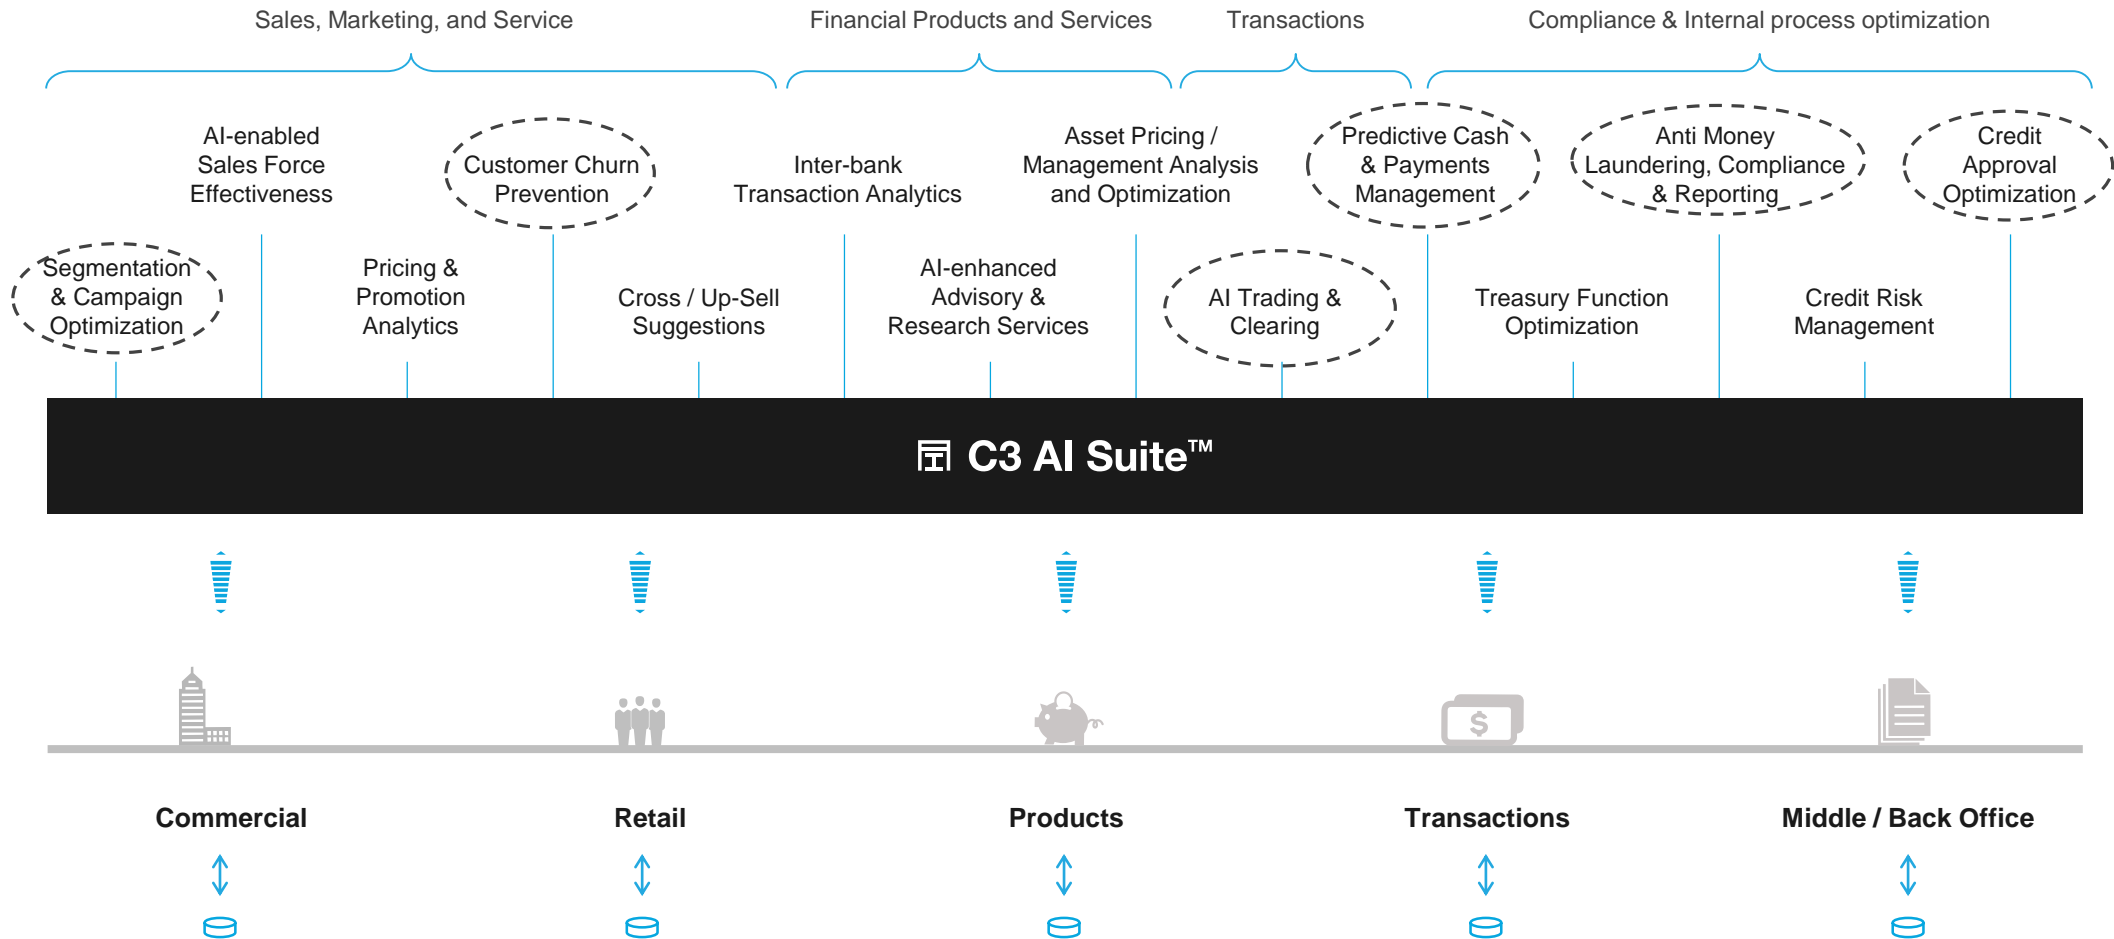 Sales, Marketing, and Service
Financial Products and Services
Transactions
Compliance & Internal process optimization
AI-enabled
Sales Force
Effectiveness
Customer Churn
Prevention
Inter-bank
Transaction Analytics
Asset Pricing /
Management Analysis
and Optimization
Predictive Cash
& Payments
Management
Anti Money
Laundering, Compliance
& Reporting
Credit
Approval
Optimization
Segmentation
& Campaign
Optimization
Pricing &
Promotion
Analytics
Cross / Up-Sell
Suggestions
AI-enhanced
Advisory &
Research Services
AI Trading &
Clearing
Treasury Function
Optimization
Credit Risk
Management
C3 AI Suite™
$
Commercial
Retail
Products
Transactions
Middle / Back Office